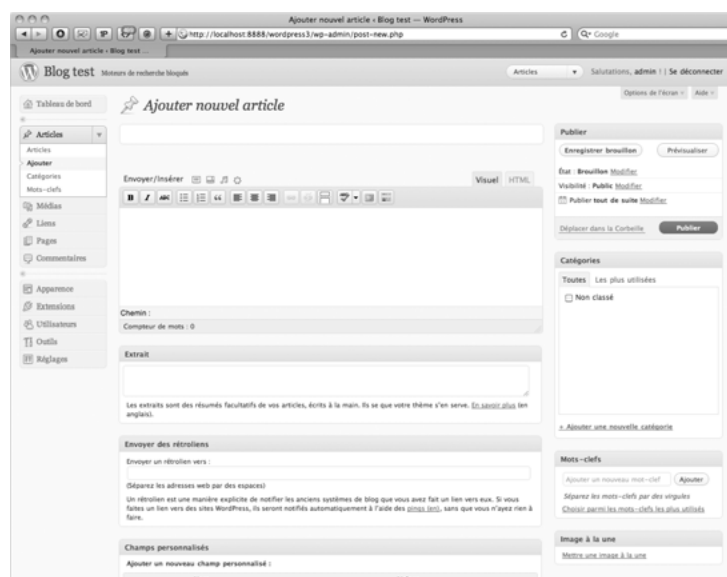 Ajouter nouvel article ‹ Blog test — WordPress
http://localhost:8888/wordpress3/wp-admin/post-new.php
Google
Ajouter nouvel article ‹ Blog test ...
Blog test Moteurs de recherche bloqués
Articles
Salutations, admin ! | Se déconnecter
Options de l'écran
Aide
Tableau de bord
Articles
Articles
Ajouter
Catégories
Mots-clefs
Médias
Liens
Pages
Commentaires
Apparence
Extensions
Utilisateurs
Outils
Réglages
Ajouter nouvel article
Envoyer/Insérer
Visuel HTML
B I ABC
Chemin :
Compteur de mots : 0
Extrait
Les extraits sont des résumés facultatifs de vos articles, écrits à la main. Ils se que votre thème s'en serve. En savoir plus (en
anglais).
Envoyer des rétroliens
Envoyer un rétrolien vers :
(Séparez les adresses web par des espaces)
Un rétrolien est une manière explicite de notifier les anciens systèmes de blog que vous avez fait un lien vers eux. Si vous
faites un lien vers des sites WordPress, ils seront notifiés automatiquement à l'aide des pings (en), sans que vous n'ayez rien à
faire.
Champs personnalisés
Ajouter un nouveau champ personnalisé :
Publier
Enregistrer brouillon Prévisualiser
État : Brouillon Modifier
Visibilité : Public Modifier
Publier tout de suite Modifier
Déplacer dans la Corbeille Publier
Catégories
Toutes Les plus utilisées
Non classé
+ Ajouter une nouvelle catégorie
Mots-clefs
Ajouter un nouveau mot-clef Ajouter
Séparez les mots-clefs par des virgules
Choisir parmi les mots-clefs les plus utilisés
Image à la une
Mettre une image à la une